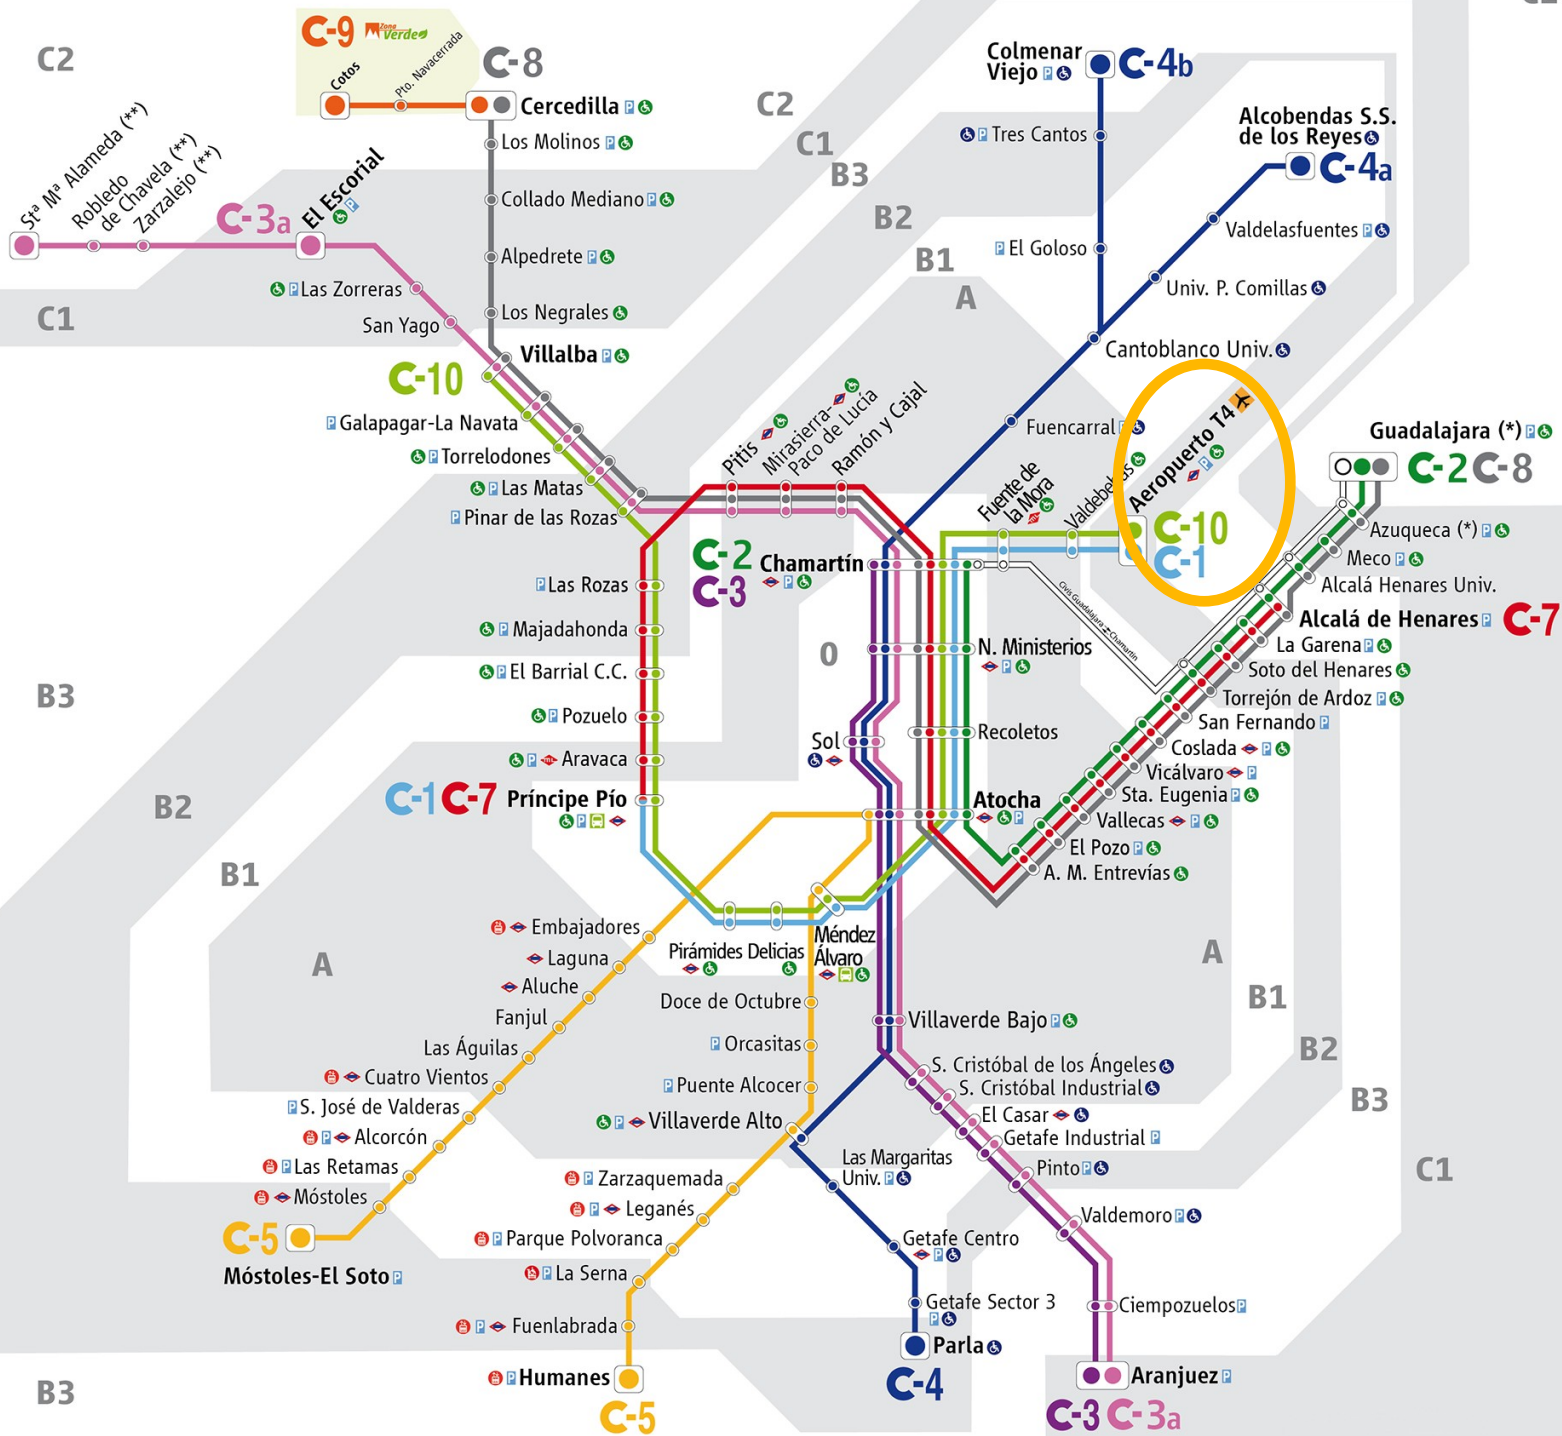 C-9
Zona
Verde
Cotos
Pto. Navacerrada
C-8
Cercedilla
Los Molinos
Collado Mediano
Alpedrete
Los Negrales
Villalba
C2
C2
C1
B3
B2
B1
A
Colmenar
Viejo
C-4b
Tres Cantos
El Goloso
Alcobendas S.S.
de los Reyes
C-4a
Valdelasfuentes
Univ. P. Comillas
Cantoblanco Univ.
Fuencarral
Stª Mª Alameda (**)
Robledo
de Chavela (**)
Zarzalejo (**)
C-3a
El Escorial
Las Zorreras
San Yago
C1
C-10
Galapagar-La Navata
Torrelodones
Las Matas
Pinar de las Rozas
Pitis
Mirasierra-
Paco de Lucía
Ramón y Cajal
Fuente de
la Mora
Valdebebas
Aeropuerto T4
C-10
C-1
Guadalajara (*)
C-2 C-8
Azuqueca (*)
Meco
Alcalá Henares Univ.
Alcalá de Henares
C-7
La Garena
Soto del Henares
Torrejón de Ardoz
San Fernando
Coslada
Vicálvaro
Sta. Eugenia
Vallecas
El Pozo
A. M. Entrevías
Civis Guadalajara
Chamartín
C-2
C-3
Chamartín
N. Ministerios
Recoletos
Sol
Atocha
0
Las Rozas
Majadahonda
El Barrial C.C.
Pozuelo
Aravaca
C-1 C-7
Príncipe Pío
B3
B2
B1
A
Pirámides
Delicias
Méndez
Álvaro
Embajadores
Laguna
Aluche
Fanjul
Las Águilas
Cuatro Vientos
S. José de Valderas
Alcorcón
Las Retamas
Móstoles
C-5
Móstoles-El Soto
Doce de Octubre
Orcasitas
Puente Alcocer
Villaverde Alto
Zarzaquemada
Leganés
Parque Polvoranca
La Serna
Fuenlabrada
Humanes
C-5
B3
Villaverde Bajo
S. Cristóbal de los Ángeles
S. Cristóbal Industrial
El Casar
Getafe Industrial
Pinto
Valdemoro
Ciempozuelos
Aranjuez
C-3 C-3a
Las Margaritas
Univ.
Getafe Centro
Getafe Sector 3
Parla
C-4
A
B1
B2
B3
C1